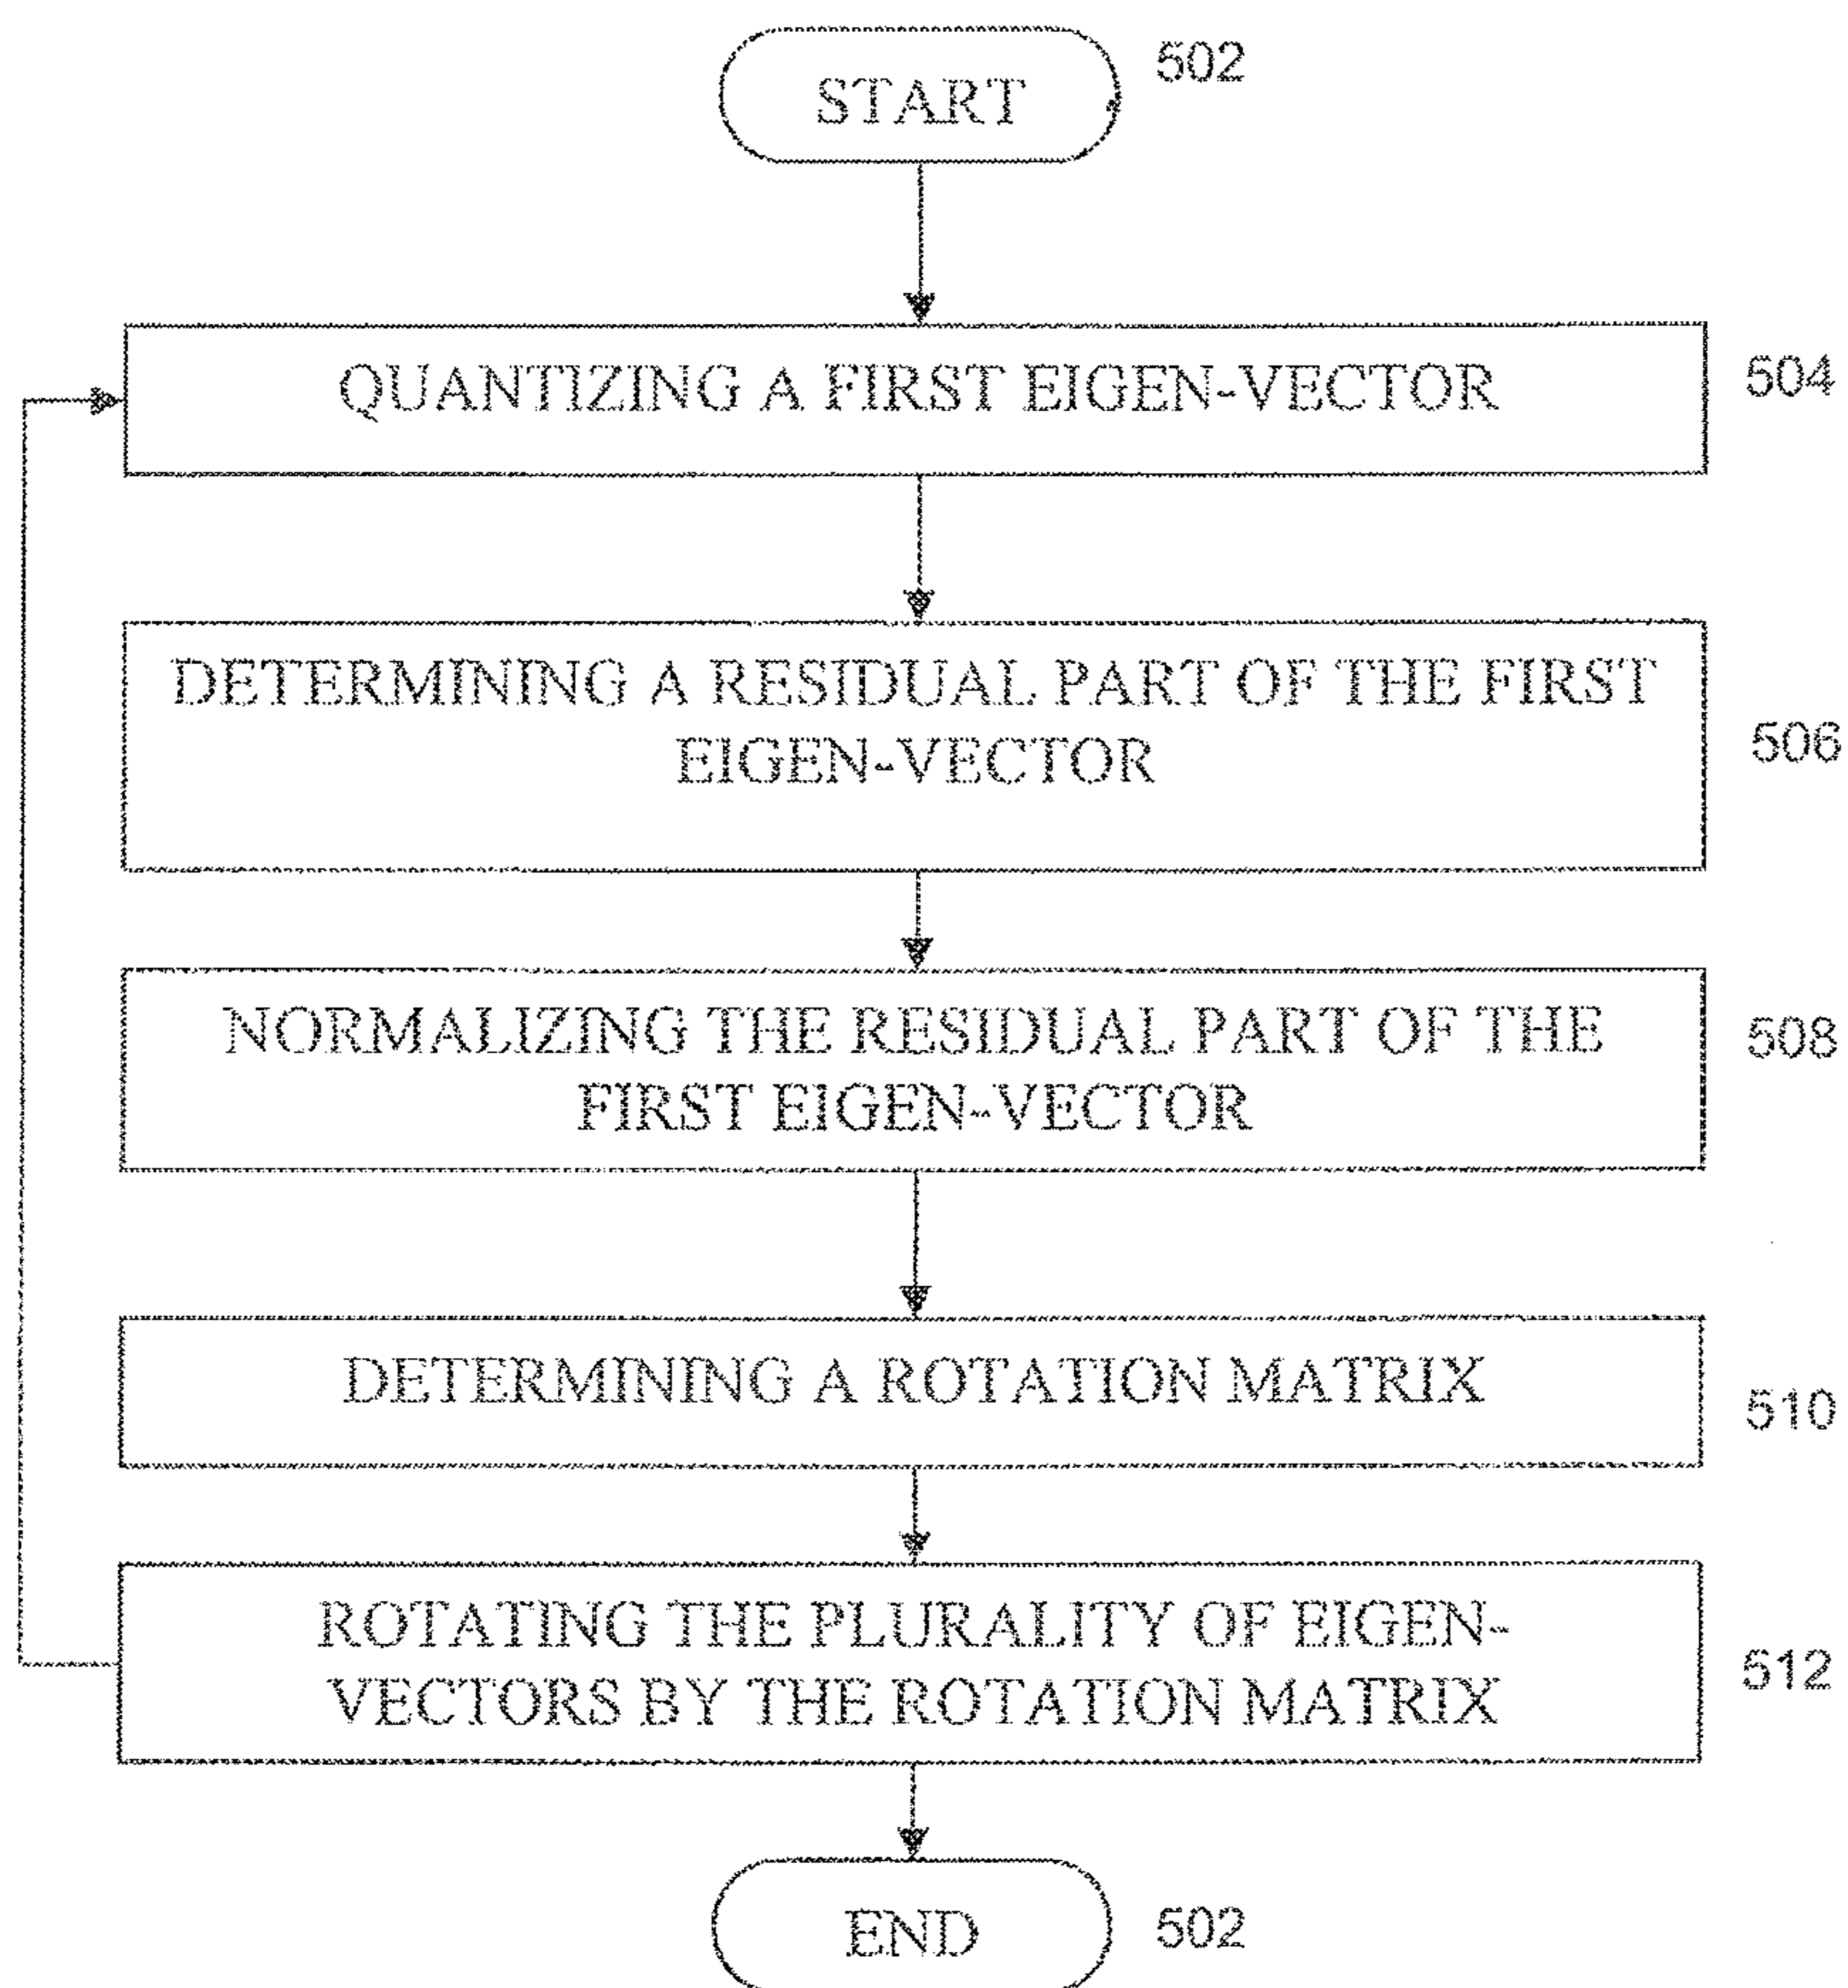 START
502
QUANTIZING A FIRST EIGEN-VECTOR
504
DETERMINING A RESIDUAL PART OF THE FIRST
EIGEN-VECTOR
506
NORMALIZING THE RESIDUAL PART OF THE
FIRST EIGEN-VECTOR
508
DETERMINING A ROTATION MATRIX
510
ROTATING THE PLURALITY OF EIGEN-
VECTORS BY THE ROTATION MATRIX
512
END
502